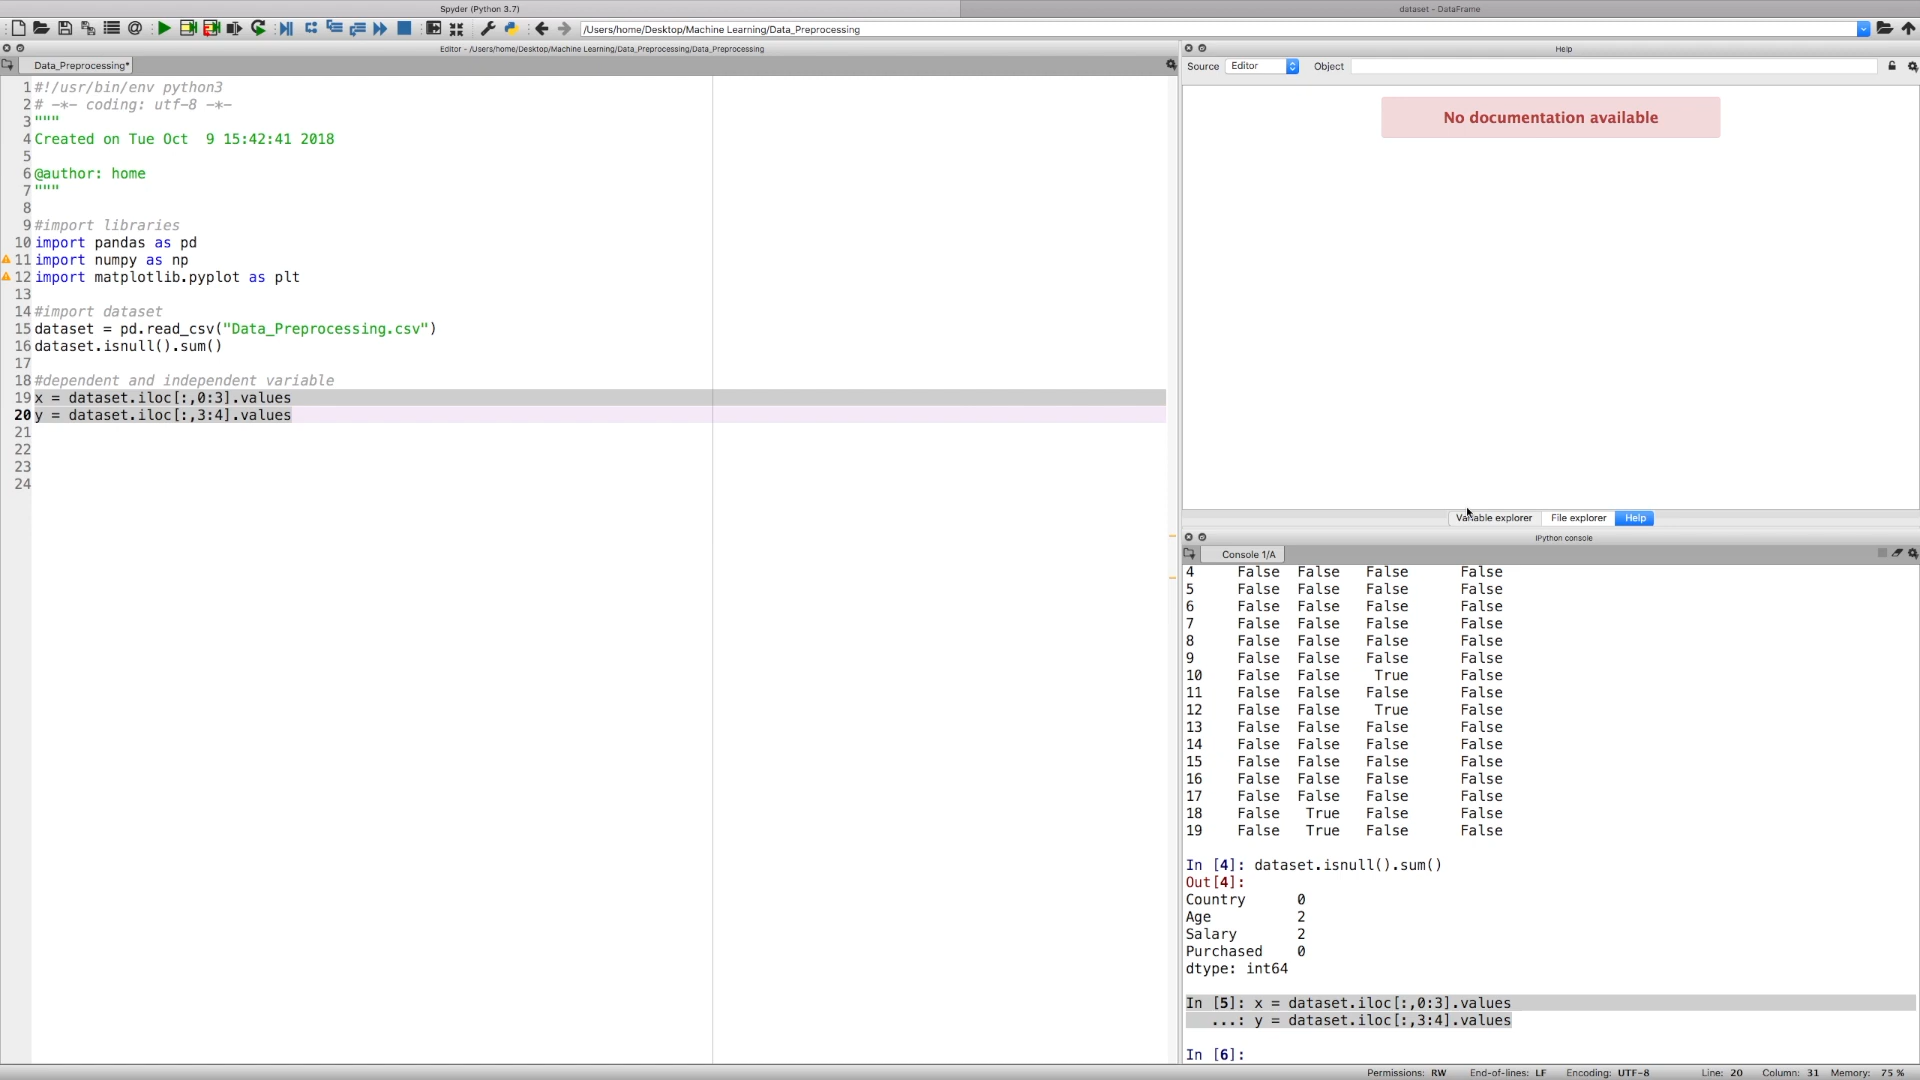 Spyder (Python 3.7)
dataset - DataFrame
/Users/home/Desktop/Machine Learning/Data_Preprocessing
Editor - /Users/home/Desktop/Machine Learning/Data_Preprocessing/Data_Preprocessing
Data_Preprocessing*
1 #!/usr/bin/env python3
2 # -*- coding: utf-8 -*-
3 """
4 Created on Tue Oct  9 15:42:41 2018
5
6 @author: home
7 """
8
9 #import libraries
10 import pandas as pd
11 import numpy as np
12 import matplotlib.pyplot as plt
13
14 #import dataset
15 dataset = pd.read_csv("Data_Preprocessing.csv")
16 dataset.isnull().sum()
17
18 #dependent and independent variable
19 x = dataset.iloc[:,0:3].values
20 y = dataset.iloc[:,3:4].values
21
22
23
24
Help
Source Editor Object
No documentation available
Variable explorer File explorer Help
IPython console
Console 1/A
4 False False False False
5 False False False False
6 False False False False
7 False False False False
8 False False False False
9 False False False False
10 False False True False
11 False False False False
12 False False True False
13 False False False False
14 False False False False
15 False False False False
16 False False False False
17 False False False False
18 False True False False
19 False True False False
In [4]: dataset.isnull().sum()
Out[4]:
Country 0
Age 2
Salary 2
Purchased 0
dtype: int64
In [5]: x = dataset.iloc[:,0:3].values
...: y = dataset.iloc[:,3:4].values
In [6]:
Permissions: RW End-of-lines: LF Encoding: UTF-8 Line: 20 Column: 31 Memory: 75 %